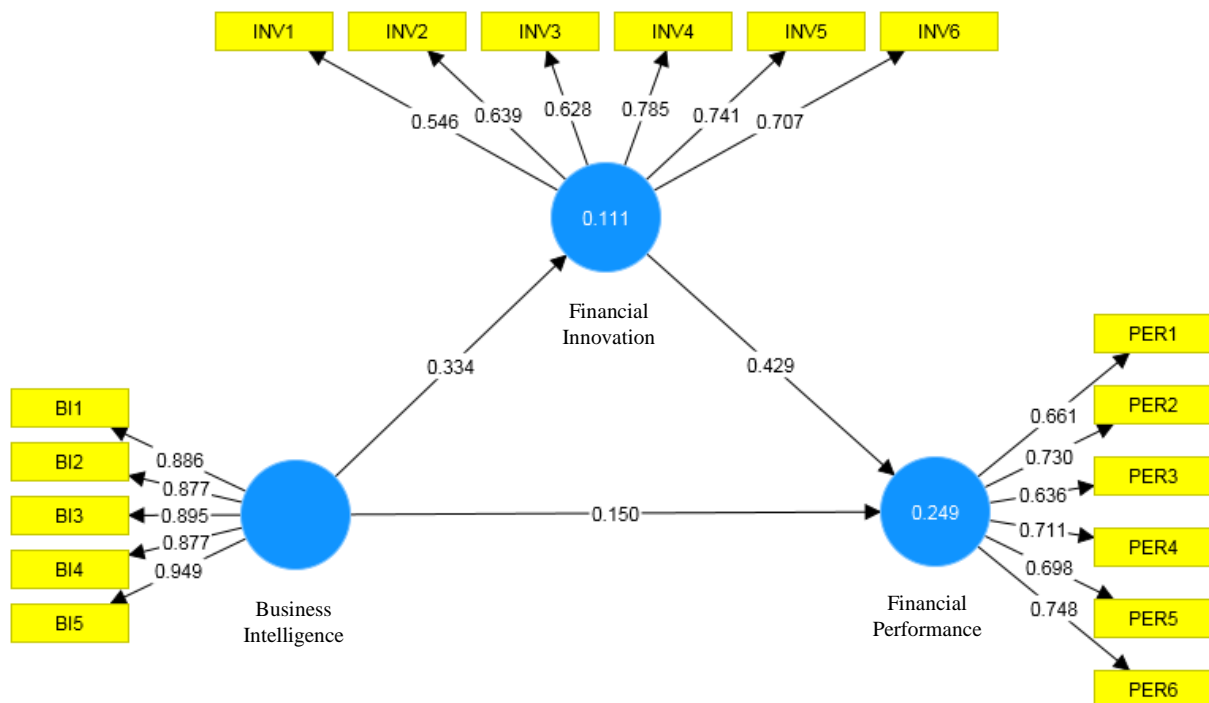 INV1 INV2 INV3 INV4 INV5 INV6
0.546 0.639 0.628 0.785 0.741 0.707
0.111
Financial
Innovation
0.334
0.429
BI1
BI2
BI3
BI4
BI5
0.886
0.877
0.895
0.877
0.949
Business
Intelligence
0.150
0.249
Financial
Performance
0.661
0.730
0.636
0.711
0.698
0.748
PER1
PER2
PER3
PER4
PER5
PER6